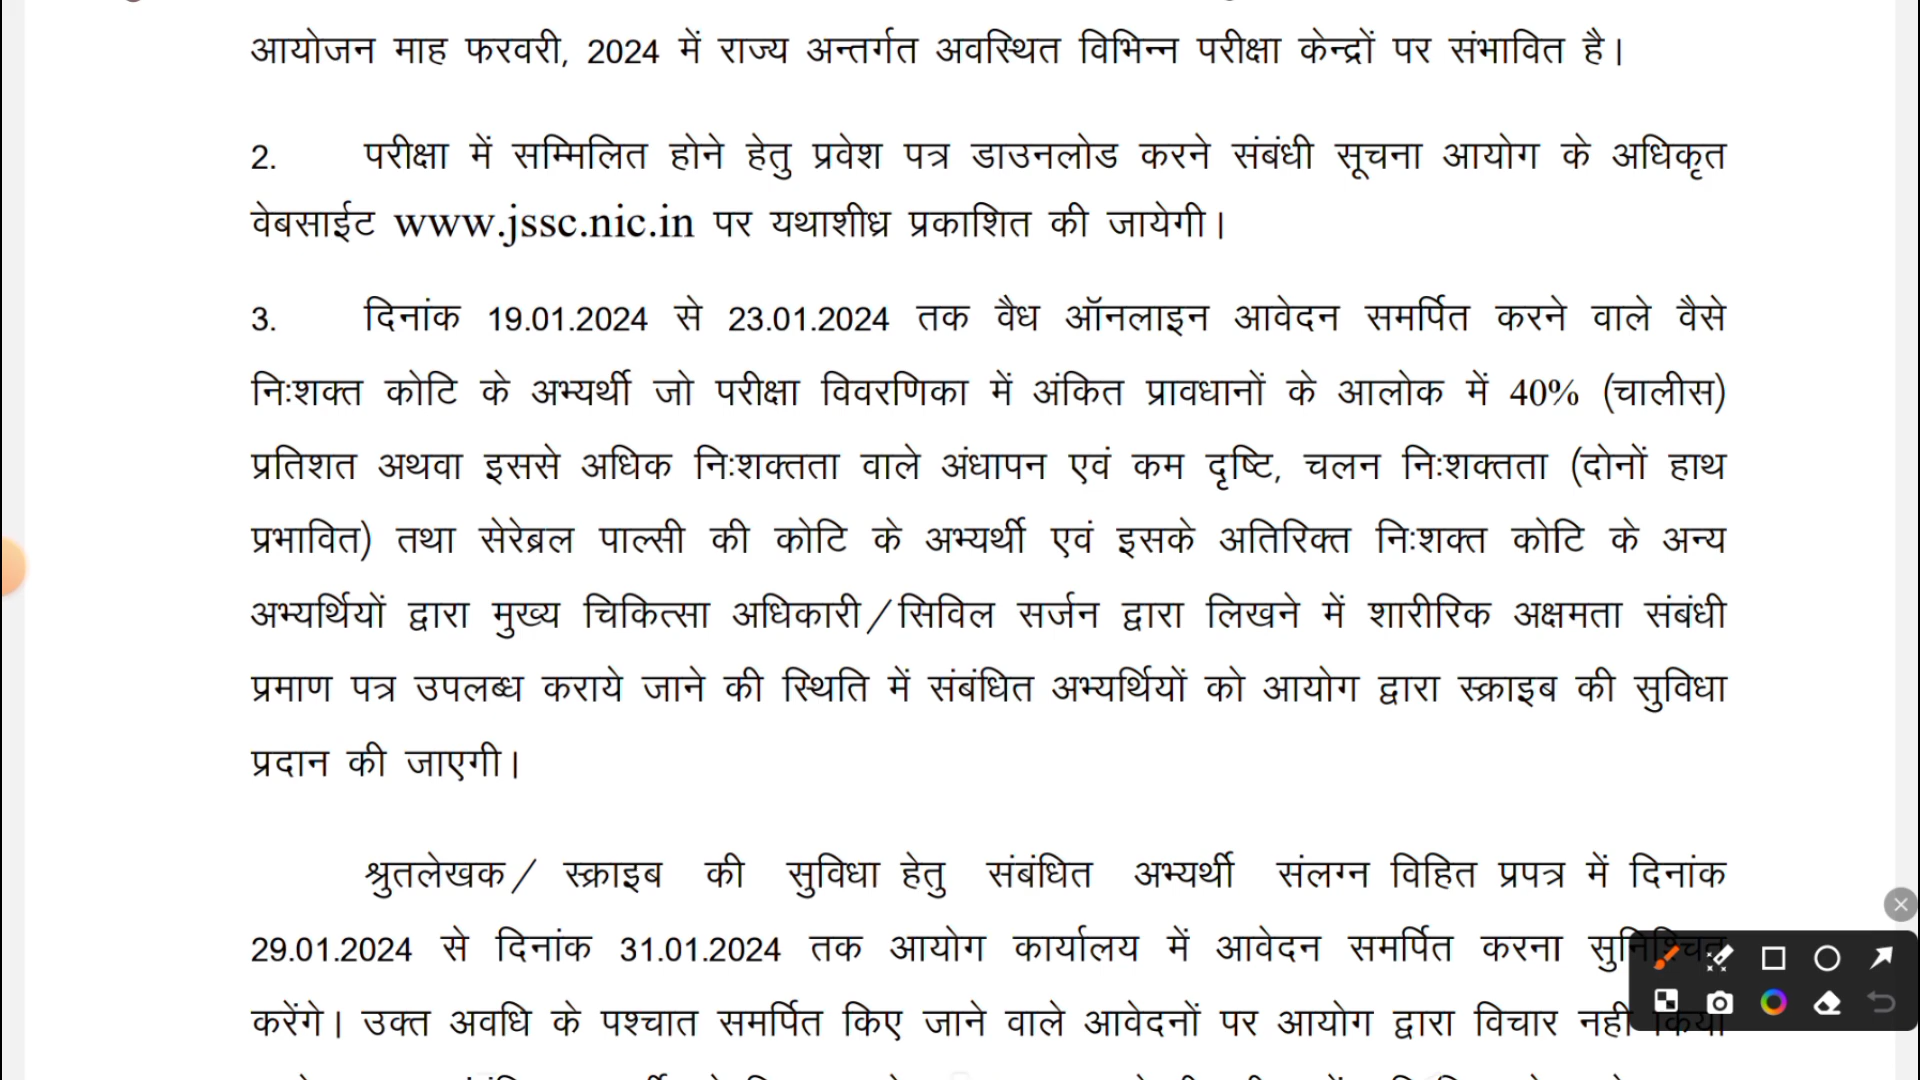 आयोजन माह फरवरी, 2024 में राज्य अन्तर्गत अवस्थित विभिन्न परीक्षा केन्द्रों पर संभावित है।
2. परीक्षा में सम्मिलित होने हेतु प्रवेश पत्र डाउनलोड करने संबंधी सूचना आयोग के अधिकृत
वेबसाईट www.jssc.nic.in पर यथाशीघ्र प्रकाशित की जायेगी।
3. दिनांक 19.01.2024 से 23.01.2024 तक वैध ऑनलाइन आवेदन समर्पित करने वाले वैसे
निःशक्त कोटि के अभ्यर्थी जो परीक्षा विवरणिका में अंकित प्रावधानों के आलोक में 40% (चालीस)
प्रतिशत अथवा इससे अधिक निःशक्तता वाले अंधापन एवं कम दृष्टि, चलन निःशक्तता (दोनों हाथ
प्रभावित) तथा सेरेब्रल पाल्सी की कोटि के अभ्यर्थी एवं इसके अतिरिक्त निःशक्त कोटि के अन्य
अभ्यर्थियों द्वारा मुख्य चिकित्सा अधिकारी/सिविल सर्जन द्वारा लिखने में शारीरिक अक्षमता संबंधी
प्रमाण पत्र उपलब्ध कराये जाने की स्थिति में संबंधित अभ्यर्थियों को आयोग द्वारा स्क्राइब की सुविधा
प्रदान की जाएगी।
श्रुतलेखक/ स्क्राइब की सुविधा हेतु संबंधित अभ्यर्थी संलग्न विहित प्रपत्र में दिनांक
29.01.2024 से दिनांक 31.01.2024 तक आयोग कार्यालय में आवेदन समर्पित करना सुनिश्चित
करेंगे। उक्त अवधि के पश्चात समर्पित किए जाने वाले आवेदनों पर आयोग द्वारा विचार नही किया